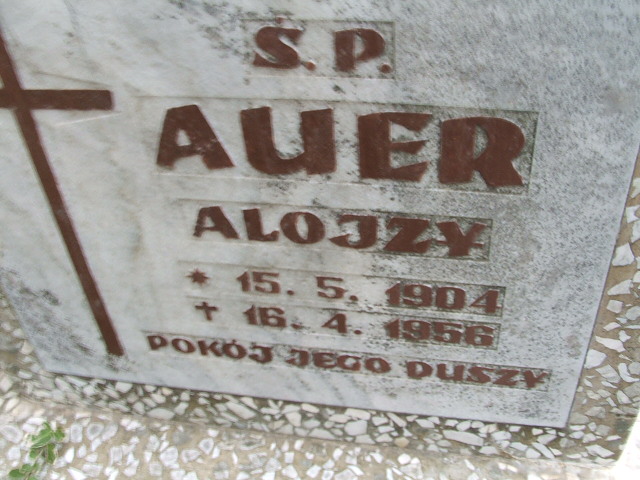 Ś. P.
AUER
ALOJZY
* 15. 5. 1904
† 16. 4. 1956
POKÓJ JEGO DUSZY